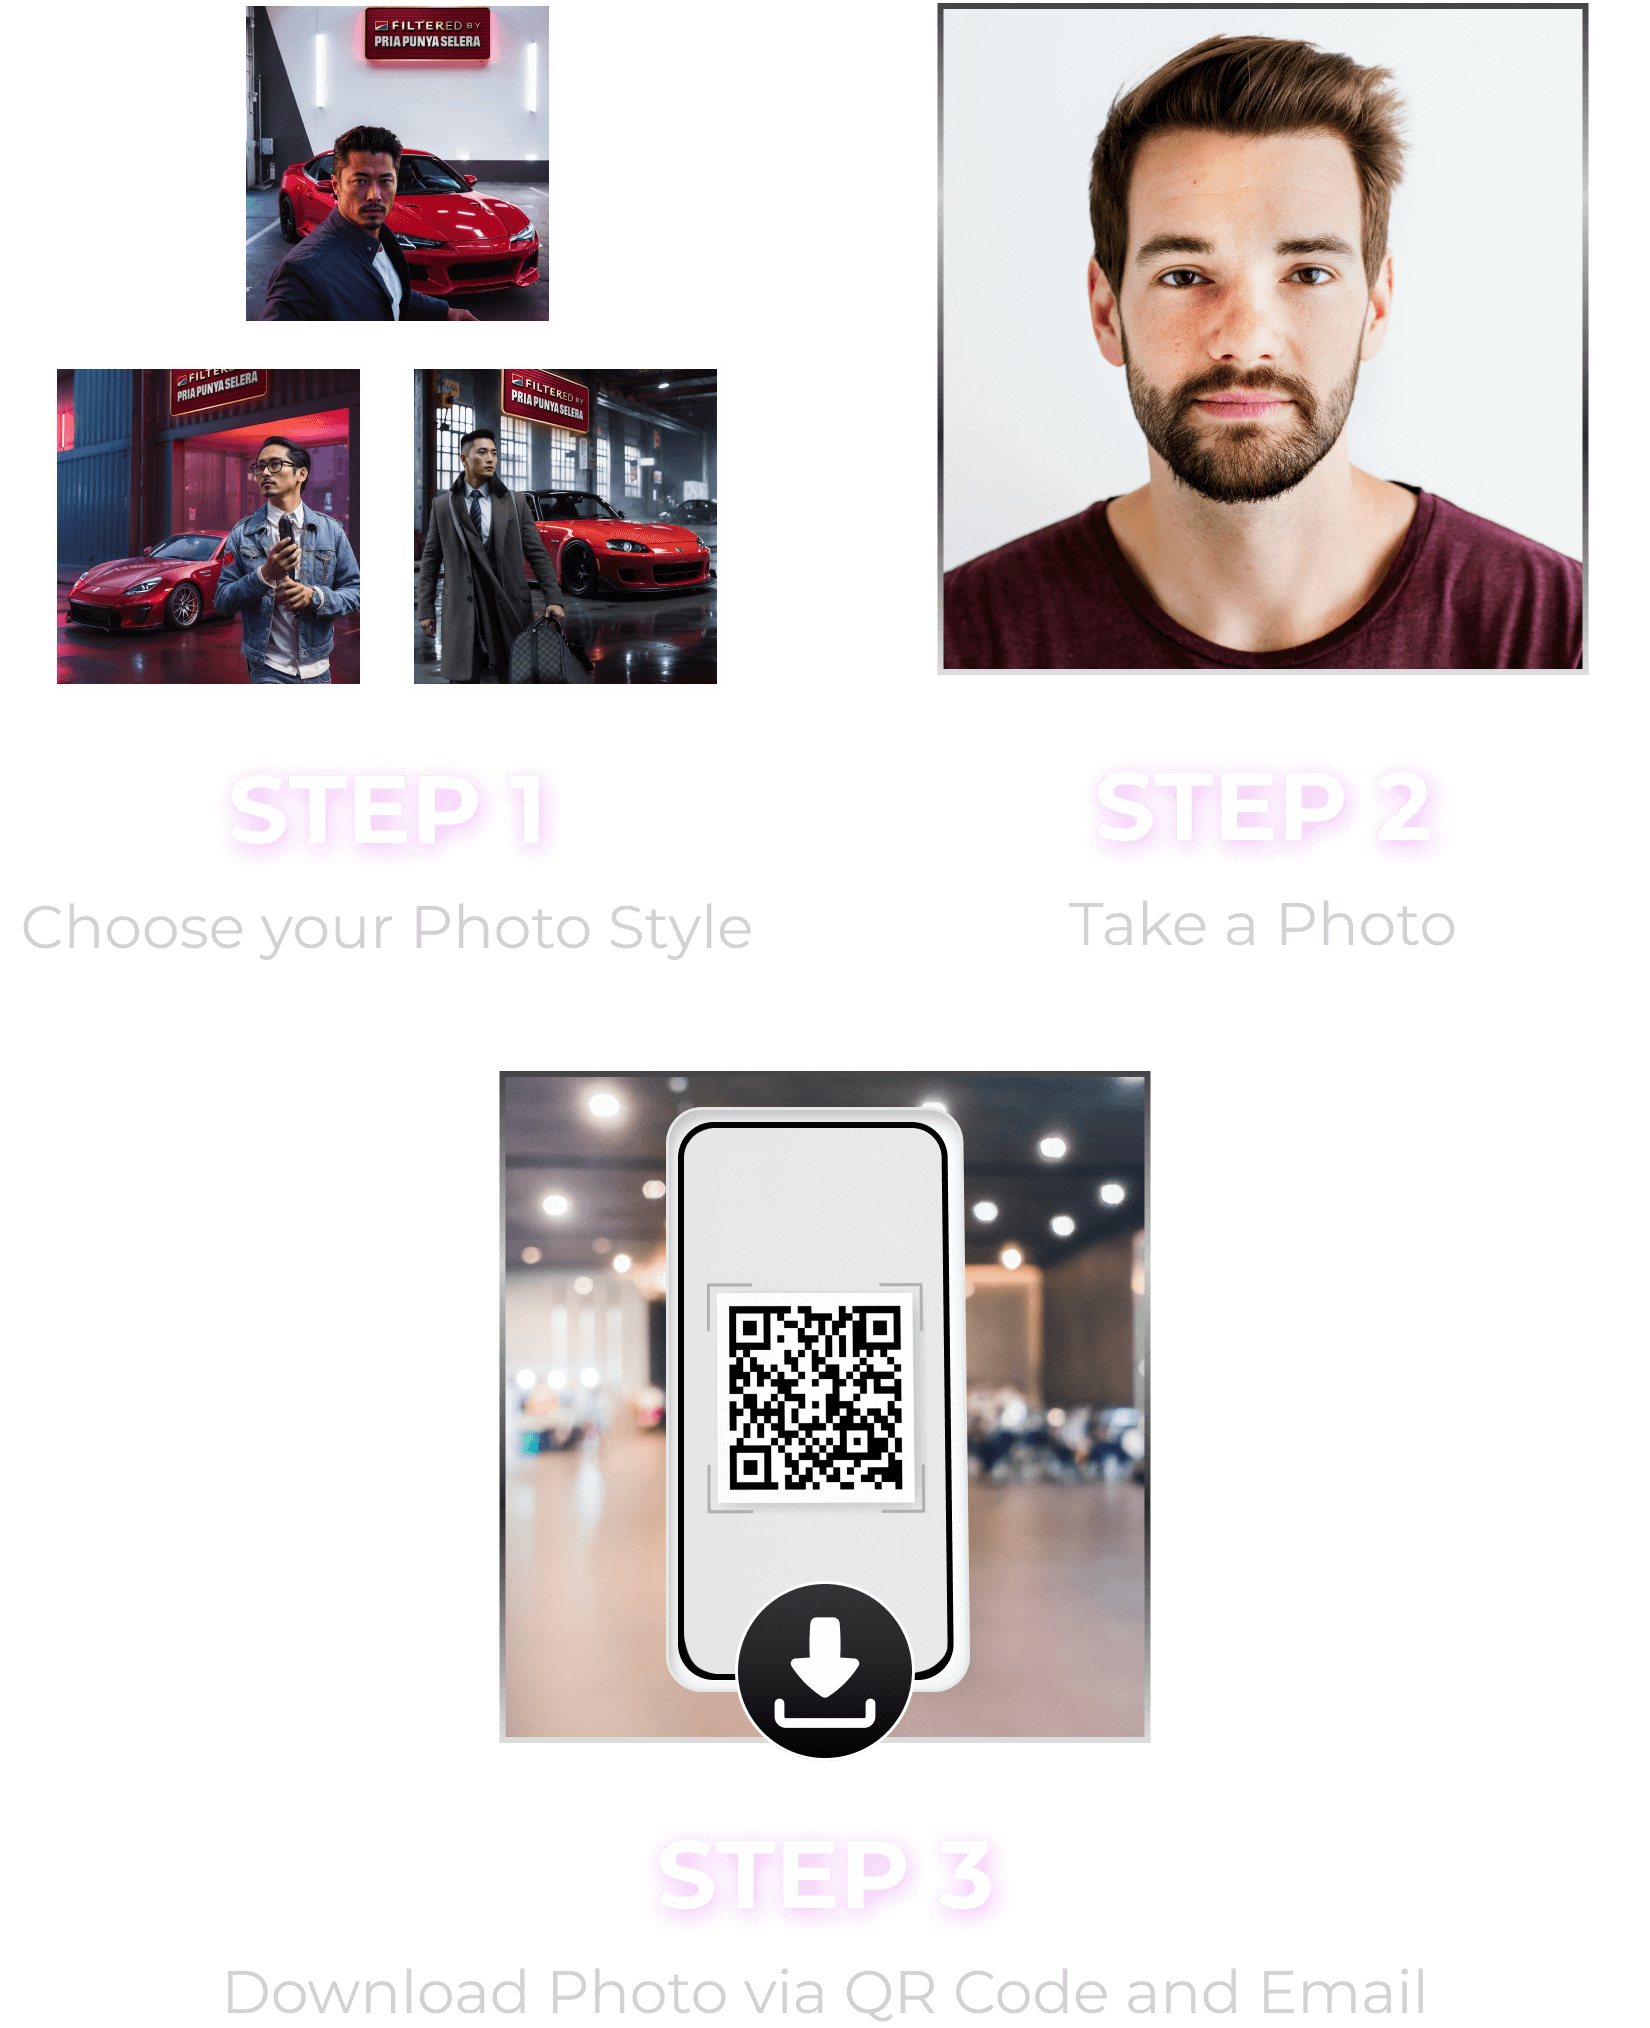 FILTERED BY
PRIA PUNYA SELERA
FILTERED
PRIA PUNYA SELERA
FILTERED BY
PRIA PUNYA SELERA
STEP 1
Choose your Photo Style
STEP 2
Take a Photo
STEP 3
Download Photo via QR Code and Email